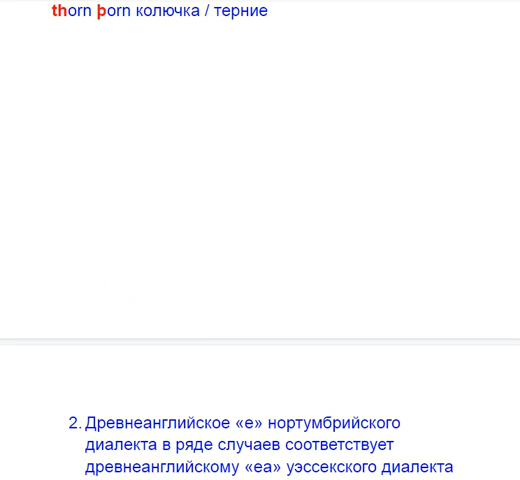 thorn þorn колючка / терние
2. Древнеанглийское «е» нортумбрийского
диалекта в ряде случаев соответствует
древнеанглийскому «еа» уэссекского диалекта